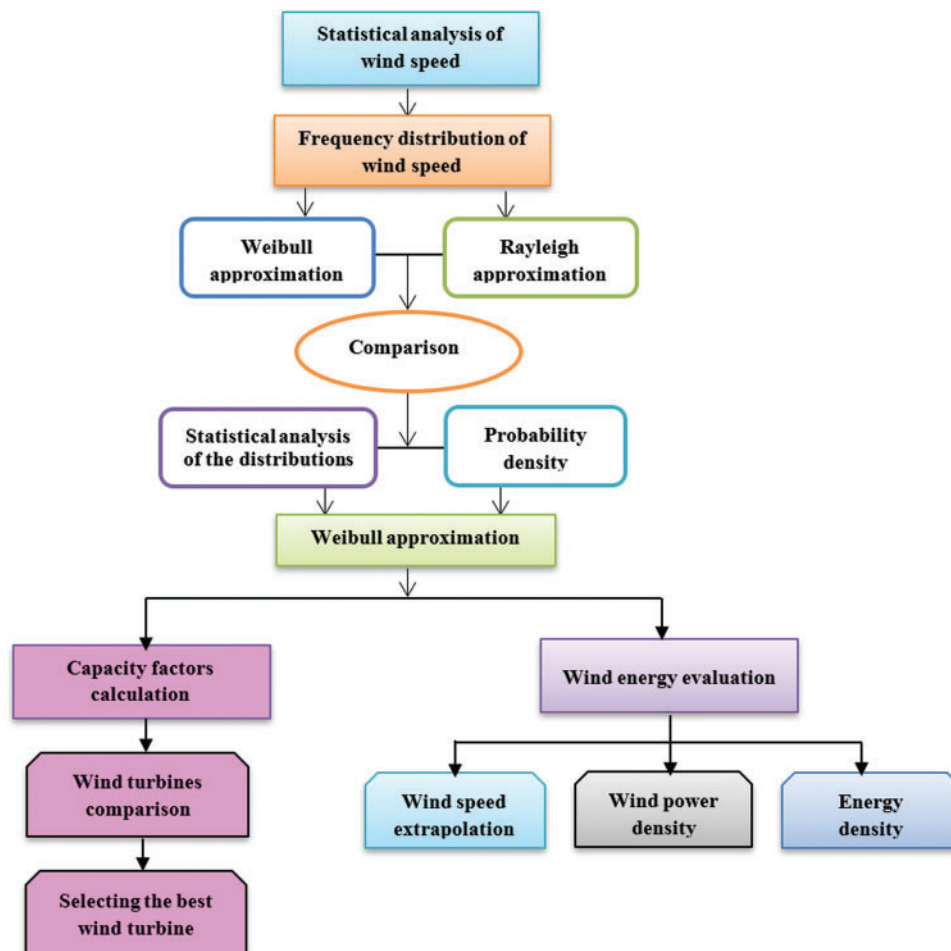 Statistical analysis of
wind speed
Frequency distribution of
wind speed
Weibull
approximation
Rayleigh
approximation
Comparison
Statistical analysis
of the distributions
Probability
density
Weibull approximation
Capacity factors
calculation
Wind energy evaluation
Wind turbines
comparison
Wind speed
extrapolation
Wind power
density
Energy
density
Selecting the best
wind turbine